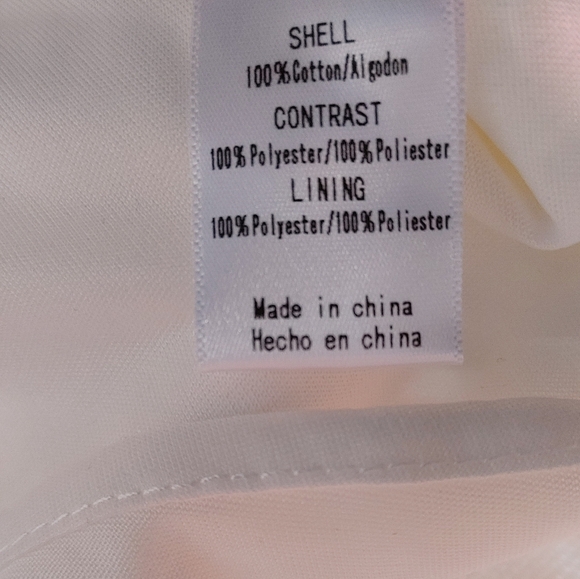 SHELL
100%Cotton/Algodon
CONTRAST
100%Polyester/100%Poliester
LINING
100%Polyester/100%Poliester
Made in china
Hecho en china